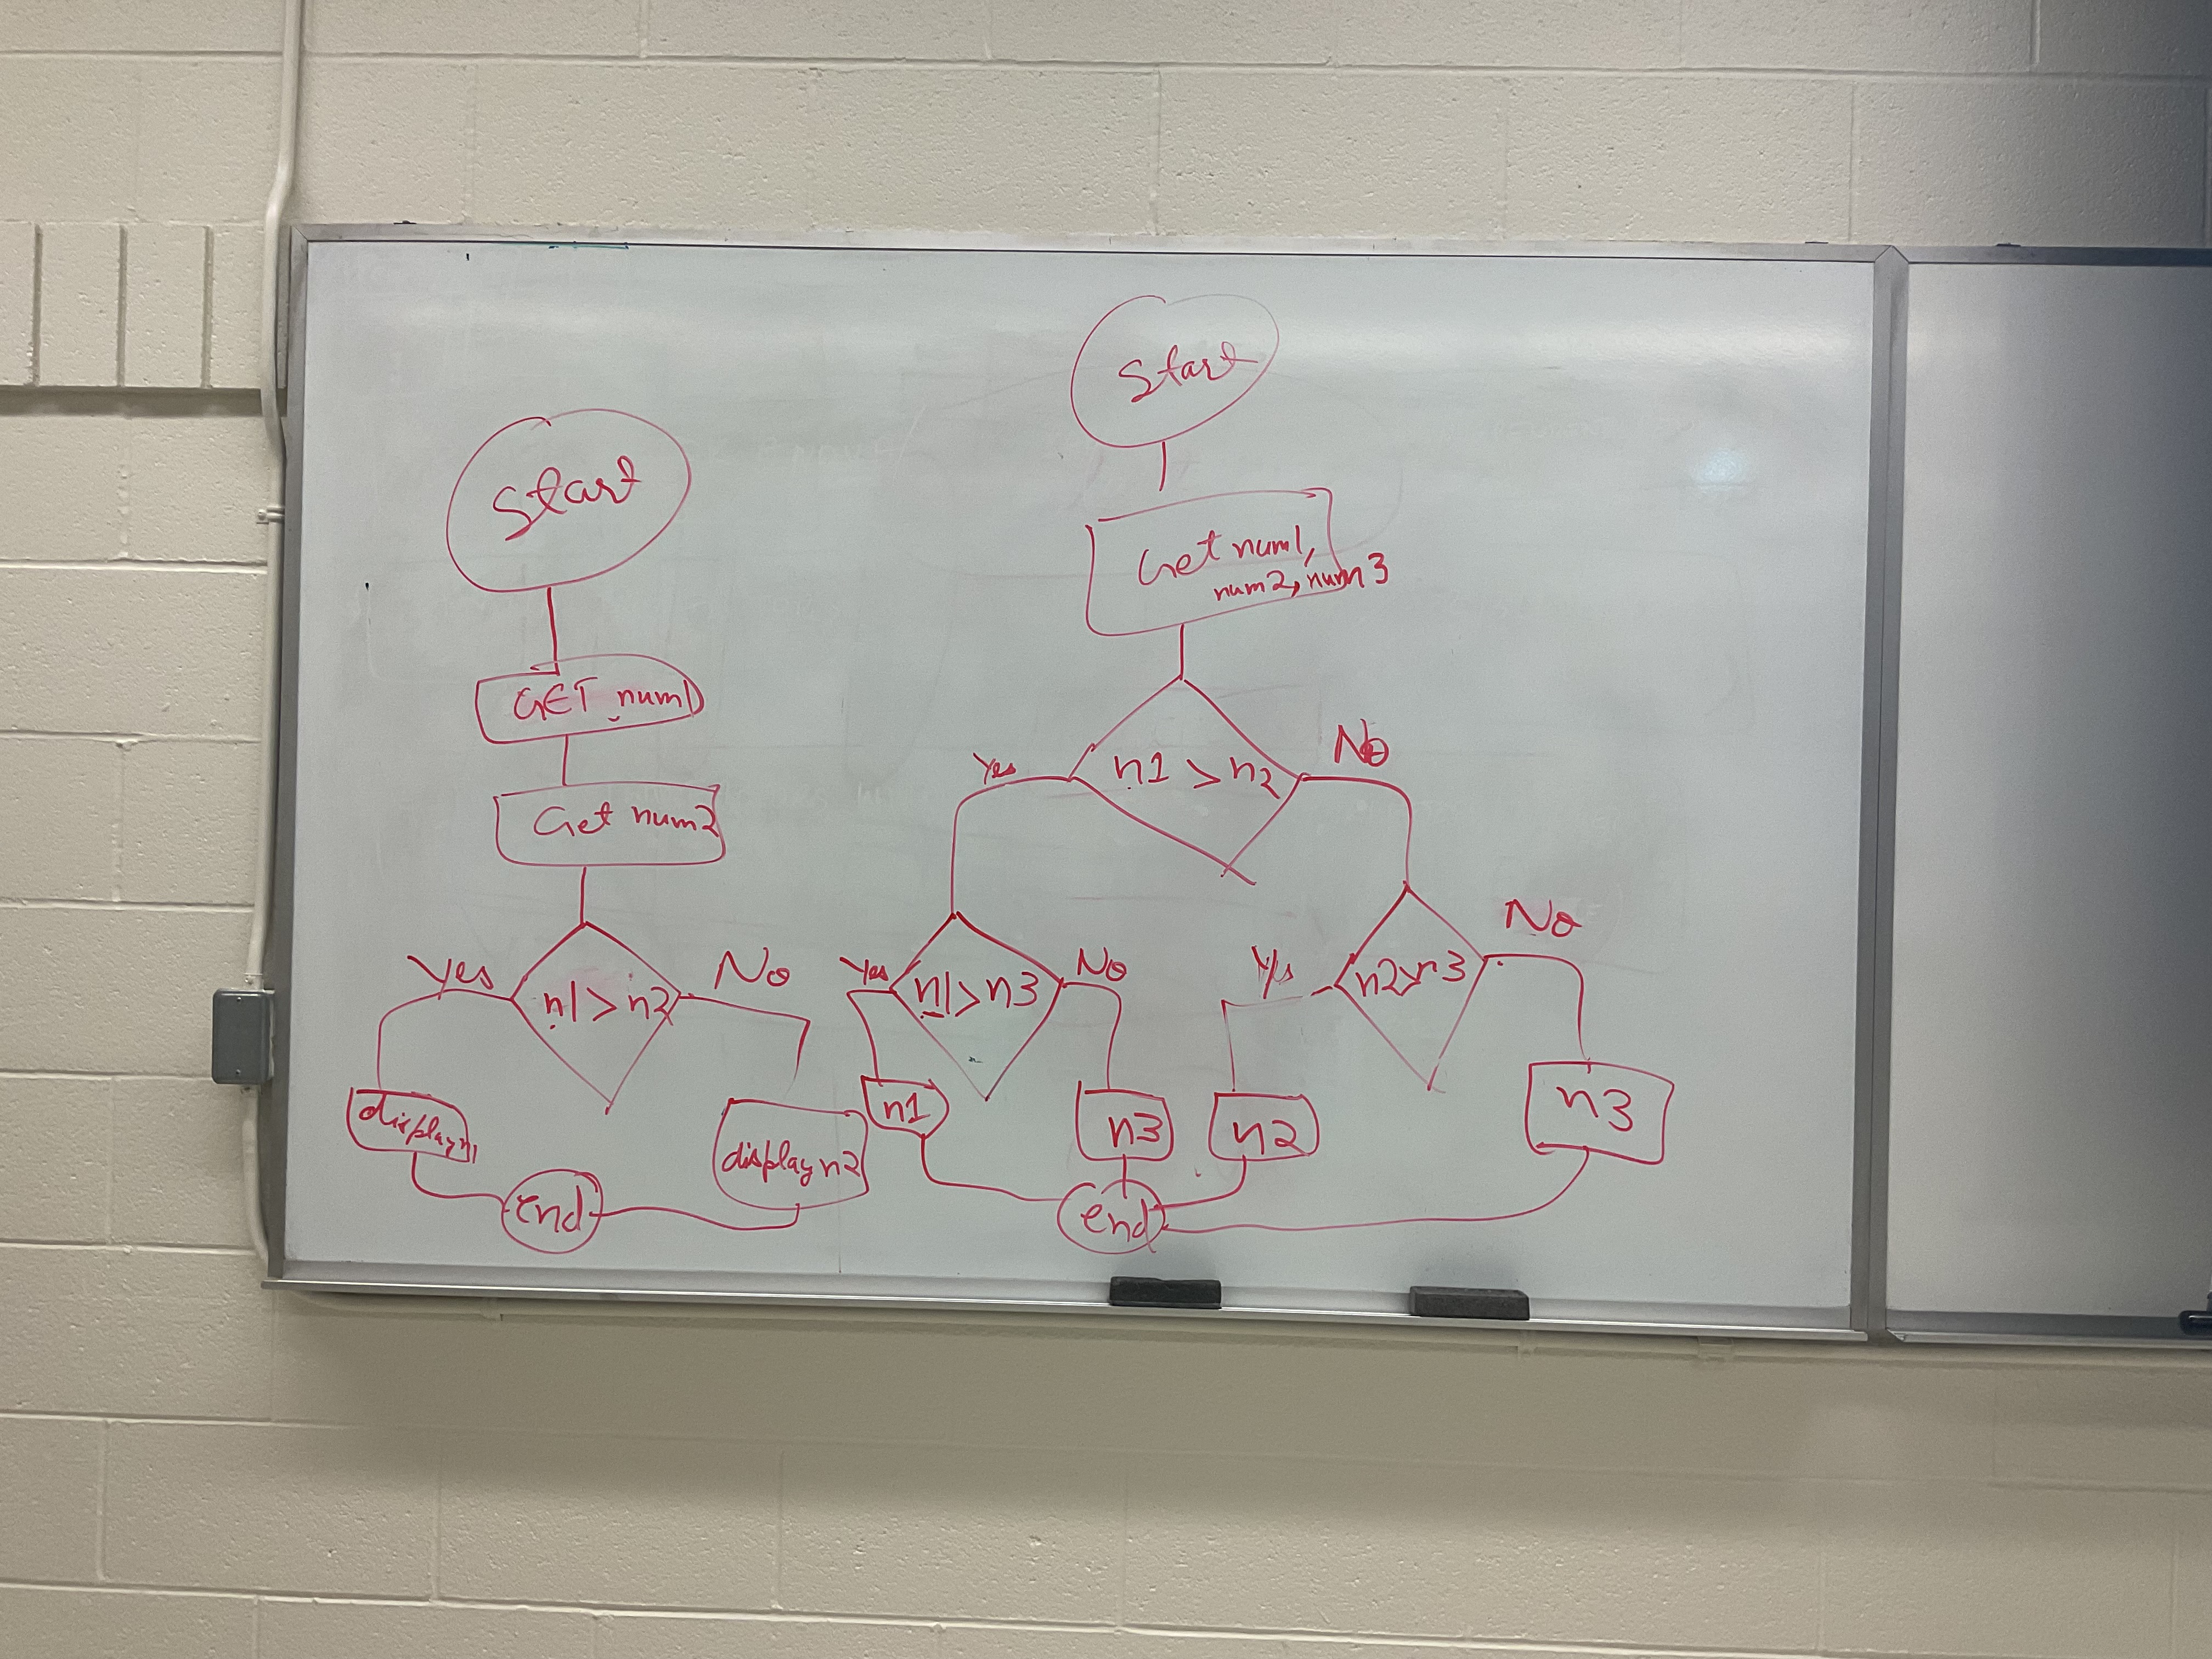 Start
GET num1
Get num2
n1 > n2
Yes
No
display n1
display n2
end
Start
Get num1,
num2, num3
n1 > n2
Yes
No
n1 > n3
Yes
No
n2 > n3
Yes
No
n1
n3
n2
n3
end